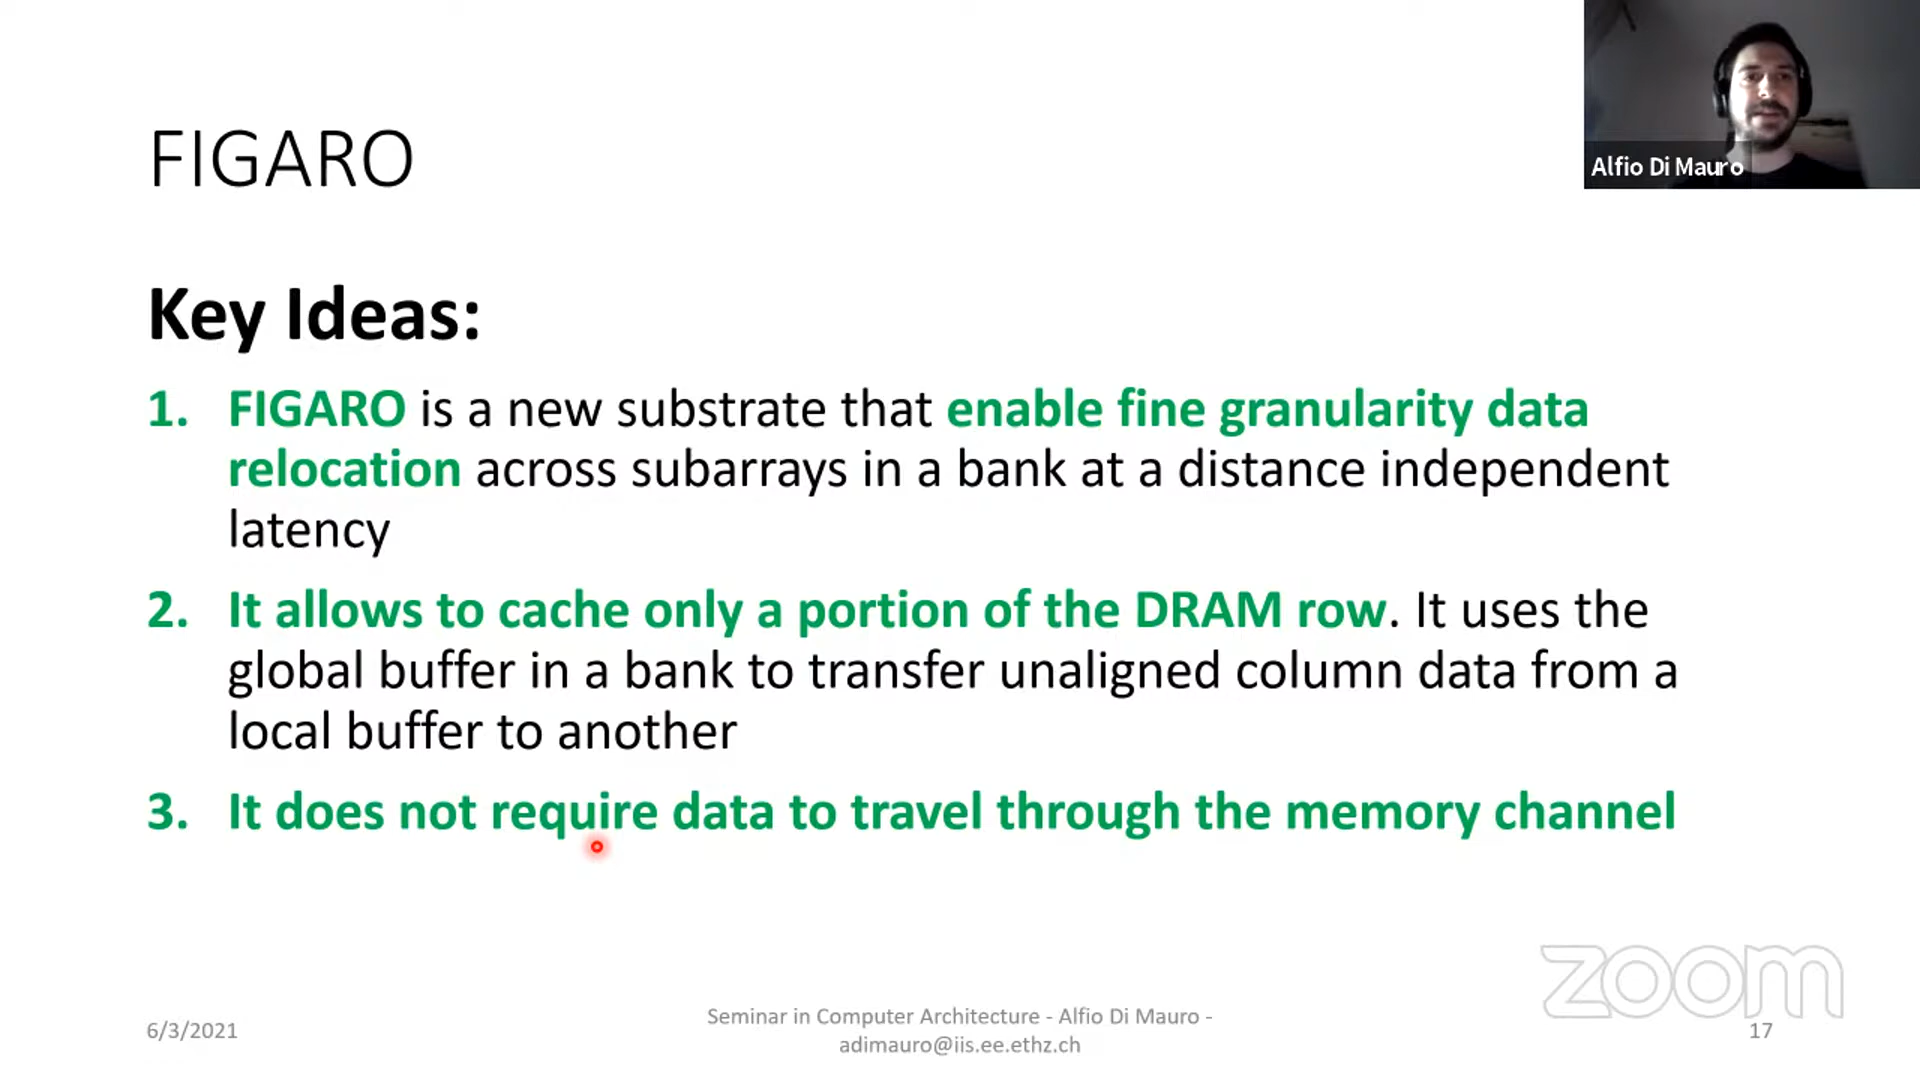 FIGARO
Alfio Di Mauro
Key Ideas:
1. FIGARO is a new substrate that enable fine granularity data
relocation across subarrays in a bank at a distance independent
latency
2. It allows to cache only a portion of the DRAM row. It uses the
global buffer in a bank to transfer unaligned column data from a
local buffer to another
3. It does not require data to travel through the memory channel
zoom
6/3/2021
Seminar in Computer Architecture - Alfio Di Mauro -
adimauro@iis.ee.ethz.ch
17